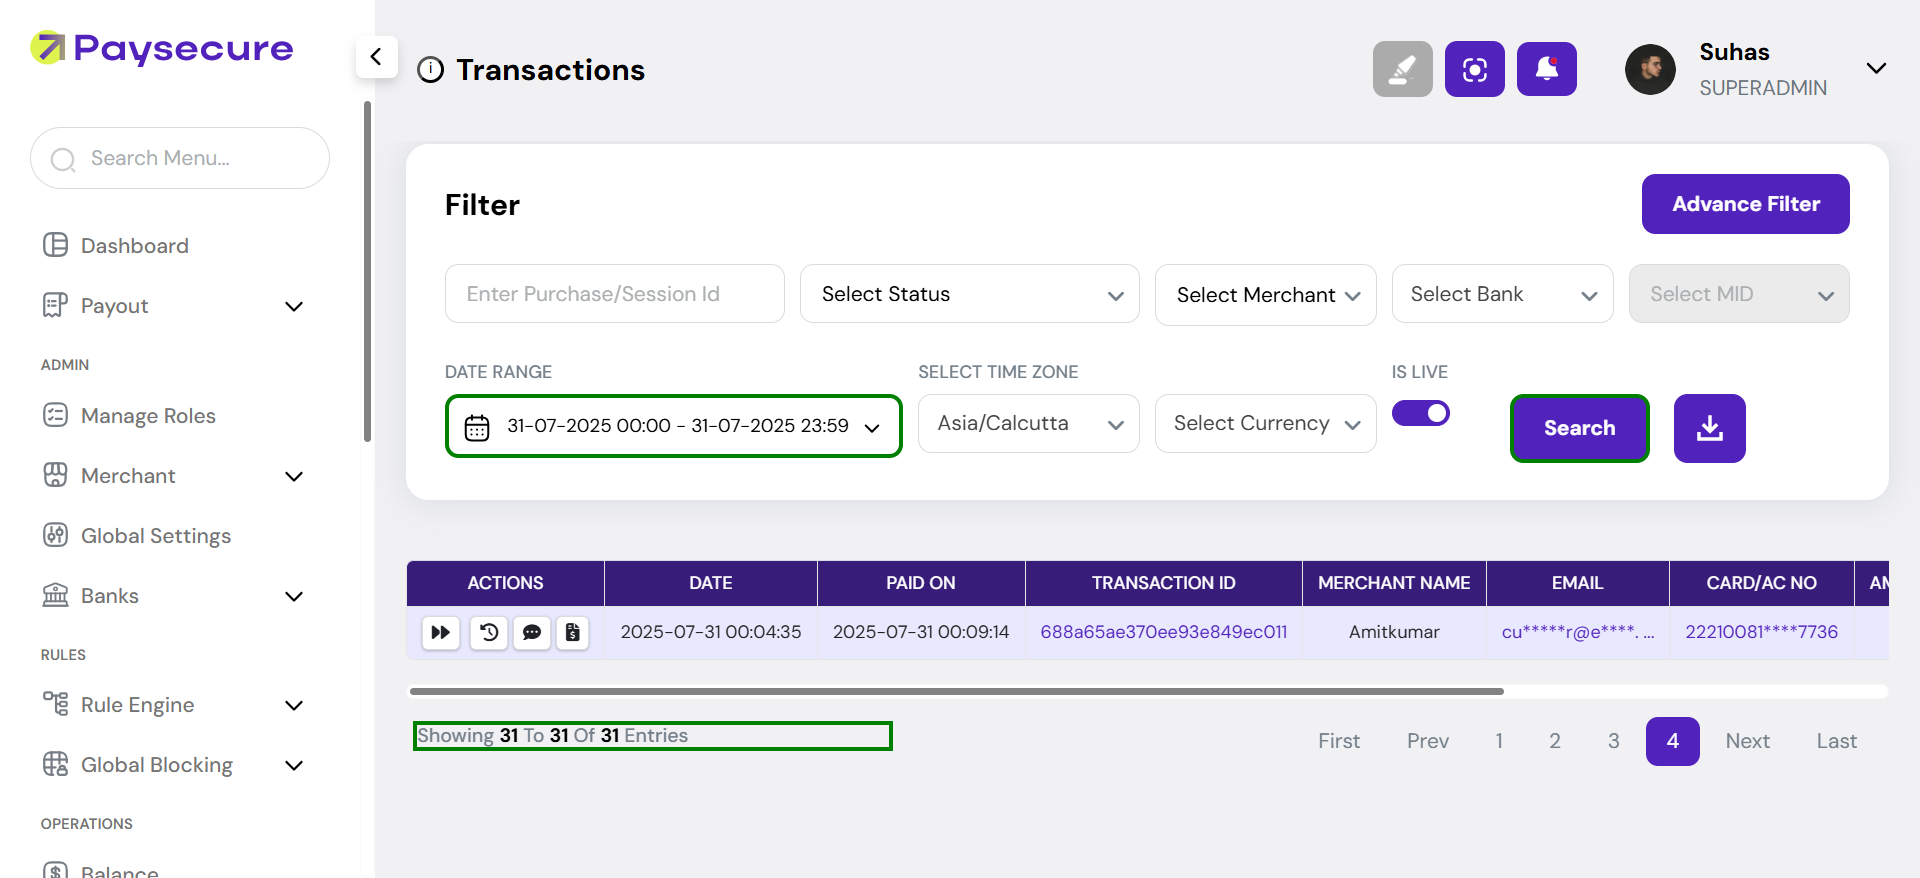 Paysecure
Transactions
Suhas
SUPERADMIN
Search Menu...
Dashboard
Payout
ADMIN
Manage Roles
Merchant
Global Settings
Banks
RULES
Rule Engine
Global Blocking
OPERATIONS
Balance
Filter
Advance Filter
Enter Purchase/Session Id
Select Status
Select Merchant
Select Bank
Select MID
DATE RANGE
SELECT TIME ZONE
IS LIVE
31-07-2025 00:00 - 31-07-2025 23:59
Asia/Calcutta
Select Currency
Search
ACTIONS DATE PAID ON TRANSACTION ID MERCHANT NAME EMAIL CARD/AC NO AM
2025-07-31 00:04:35 2025-07-31 00:09:14 688a65ae370ee93e849ec011 Amitkumar cu*****r@e****. ... 22210081****7736
Showing 31 To 31 Of 31 Entries
First Prev 1 2 3 4 Next Last